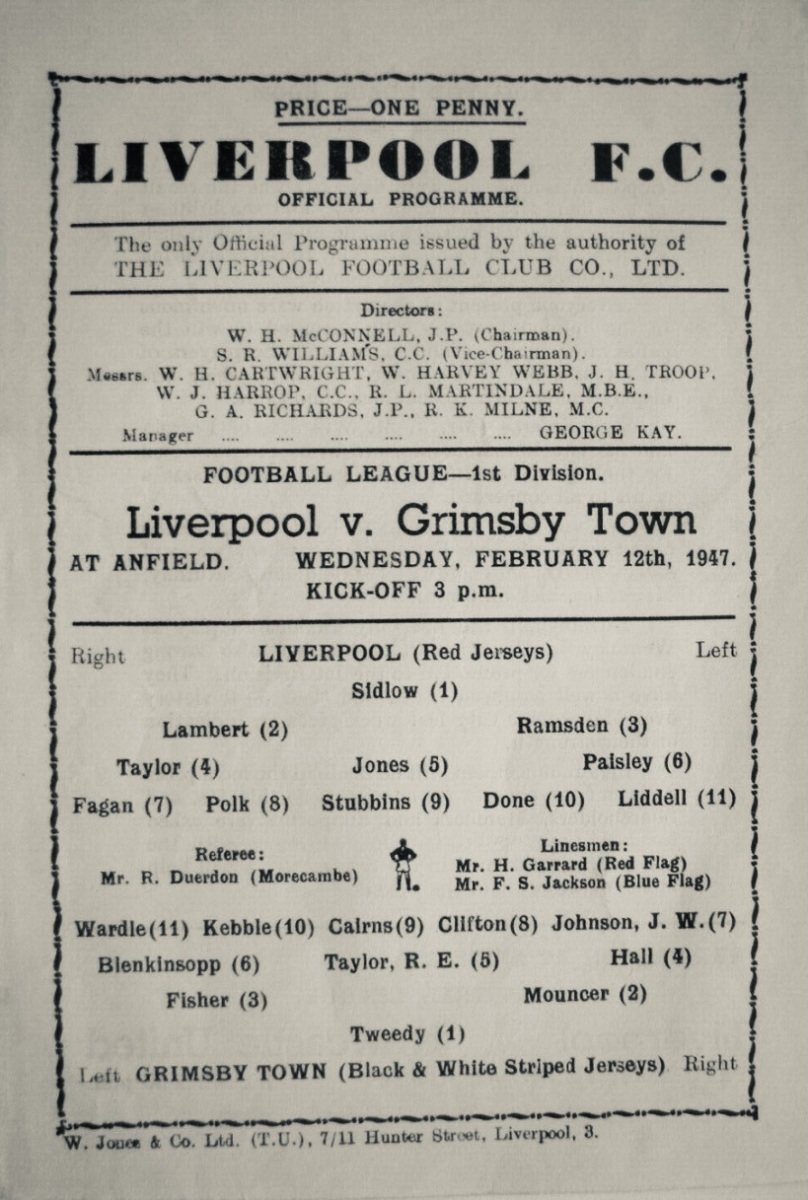 PRICE—ONE PENNY.
LIVERPOOL F.C.
OFFICIAL PROGRAMME.
The only Official Programme issued by the authority of
THE LIVERPOOL FOOTBALL CLUB CO., LTD.
Directors:
W. H. McCONNELL, J.P. (Chairman).
S. R. WILLIAMS, C.C. (Vice-Chairman).
Messrs. W. H. CARTWRIGHT, W. HARVEY WEBB, J. H. TROOP,
W. J. HARROP, C.C., R. L. MARTINDALE, M.B.E.,
G. A. RICHARDS, J.P., R. K. MILNE, M.C.
Manager .... .... .... .... .... .... GEORGE KAY.
FOOTBALL LEAGUE—1st Division.
Liverpool v. Grimsby Town
AT ANFIELD. WEDNESDAY, FEBRUARY 12th, 1947.
KICK-OFF 3 p.m.
Right LIVERPOOL (Red Jerseys) Left
Sidlow (1)
Lambert (2) Ramsden (3)
Taylor (4) Jones (5) Paisley (6)
Fagan (7) Polk (8) Stubbins (9) Done (10) Liddell (11)
Referee:
Mr. R. Duerdon (Morecambe)
Linesmen:
Mr. H. Garrard (Red Flag)
Mr. F. S. Jackson (Blue Flag)
Wardle (11) Kebble (10) Cairns (9) Clifton (8) Johnson, J. W. (7)
Blenkinsopp (6) Taylor, R. E. (5) Hall (4)
Fisher (3) Mouncer (2)
Tweedy (1)
Left GRIMSBY TOWN (Black & White Striped Jerseys) Right
W. Jones & Co. Ltd. (T.U.), 7/11 Hunter Street, Liverpool, 3.